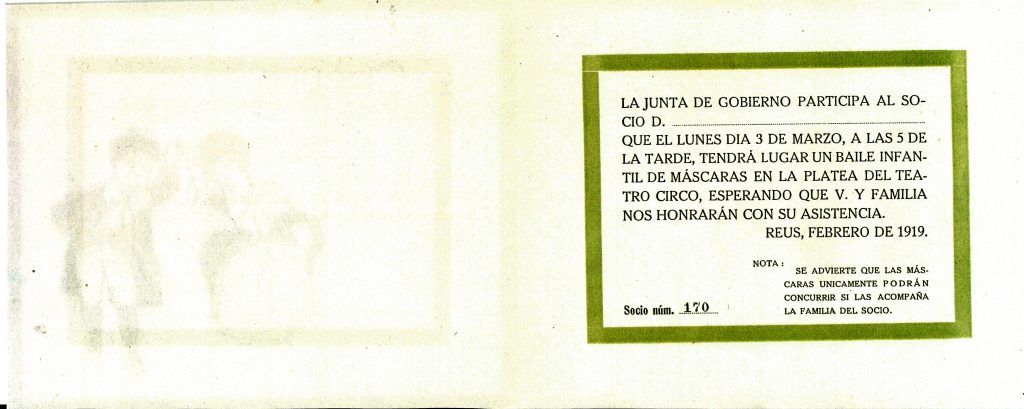 LA JUNTA DE GOBIERNO PARTICIPA AL SO-
CIO D.
QUE EL LUNES DIA 3 DE MARZO, A LAS 5 DE
LA TARDE, TENDRÁ LUGAR UN BAILE INFAN-
TIL DE MÁSCARAS EN LA PLATEA DEL TEA-
TRO CIRCO, ESPERANDO QUE V. Y FAMILIA
NOS HONRARÁN CON SU ASISTENCIA.
REUS, FEBRERO DE 1919.
NOTA:
SE ADVIERTE QUE LAS MÁS-
CARAS UNICAMENTE PODRÁN
CONCURRIR SI LAS ACOMPAÑA
LA FAMILIA DEL SOCIO.
Socio núm. 170